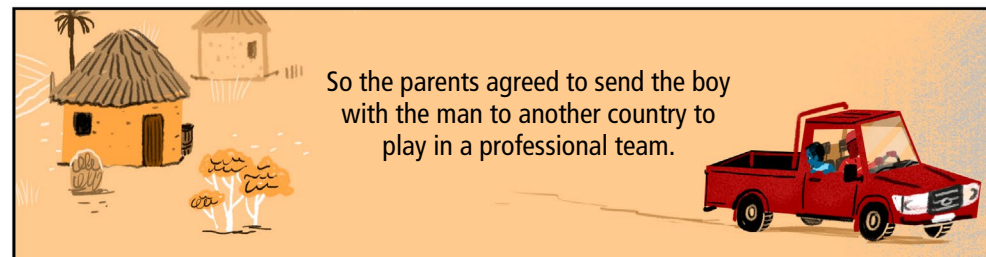 So the parents agreed to send the boy
with the man to another country to
play in a professional team.